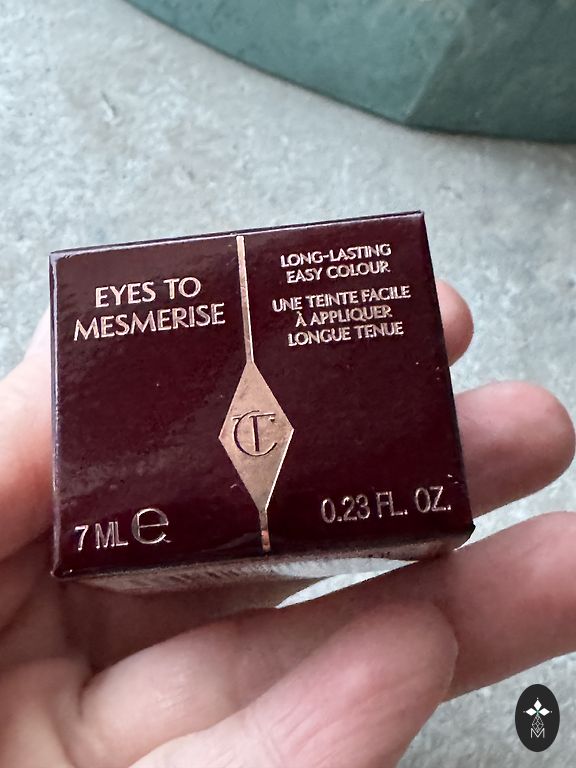 EYES TO
MESMERISE
LONG-LASTING
EASY COLOUR
UNE TEINTE FACILE
À APPLIQUER
LONGUE TENUE
CT
7 ML e
0.23 FL. OZ.
M